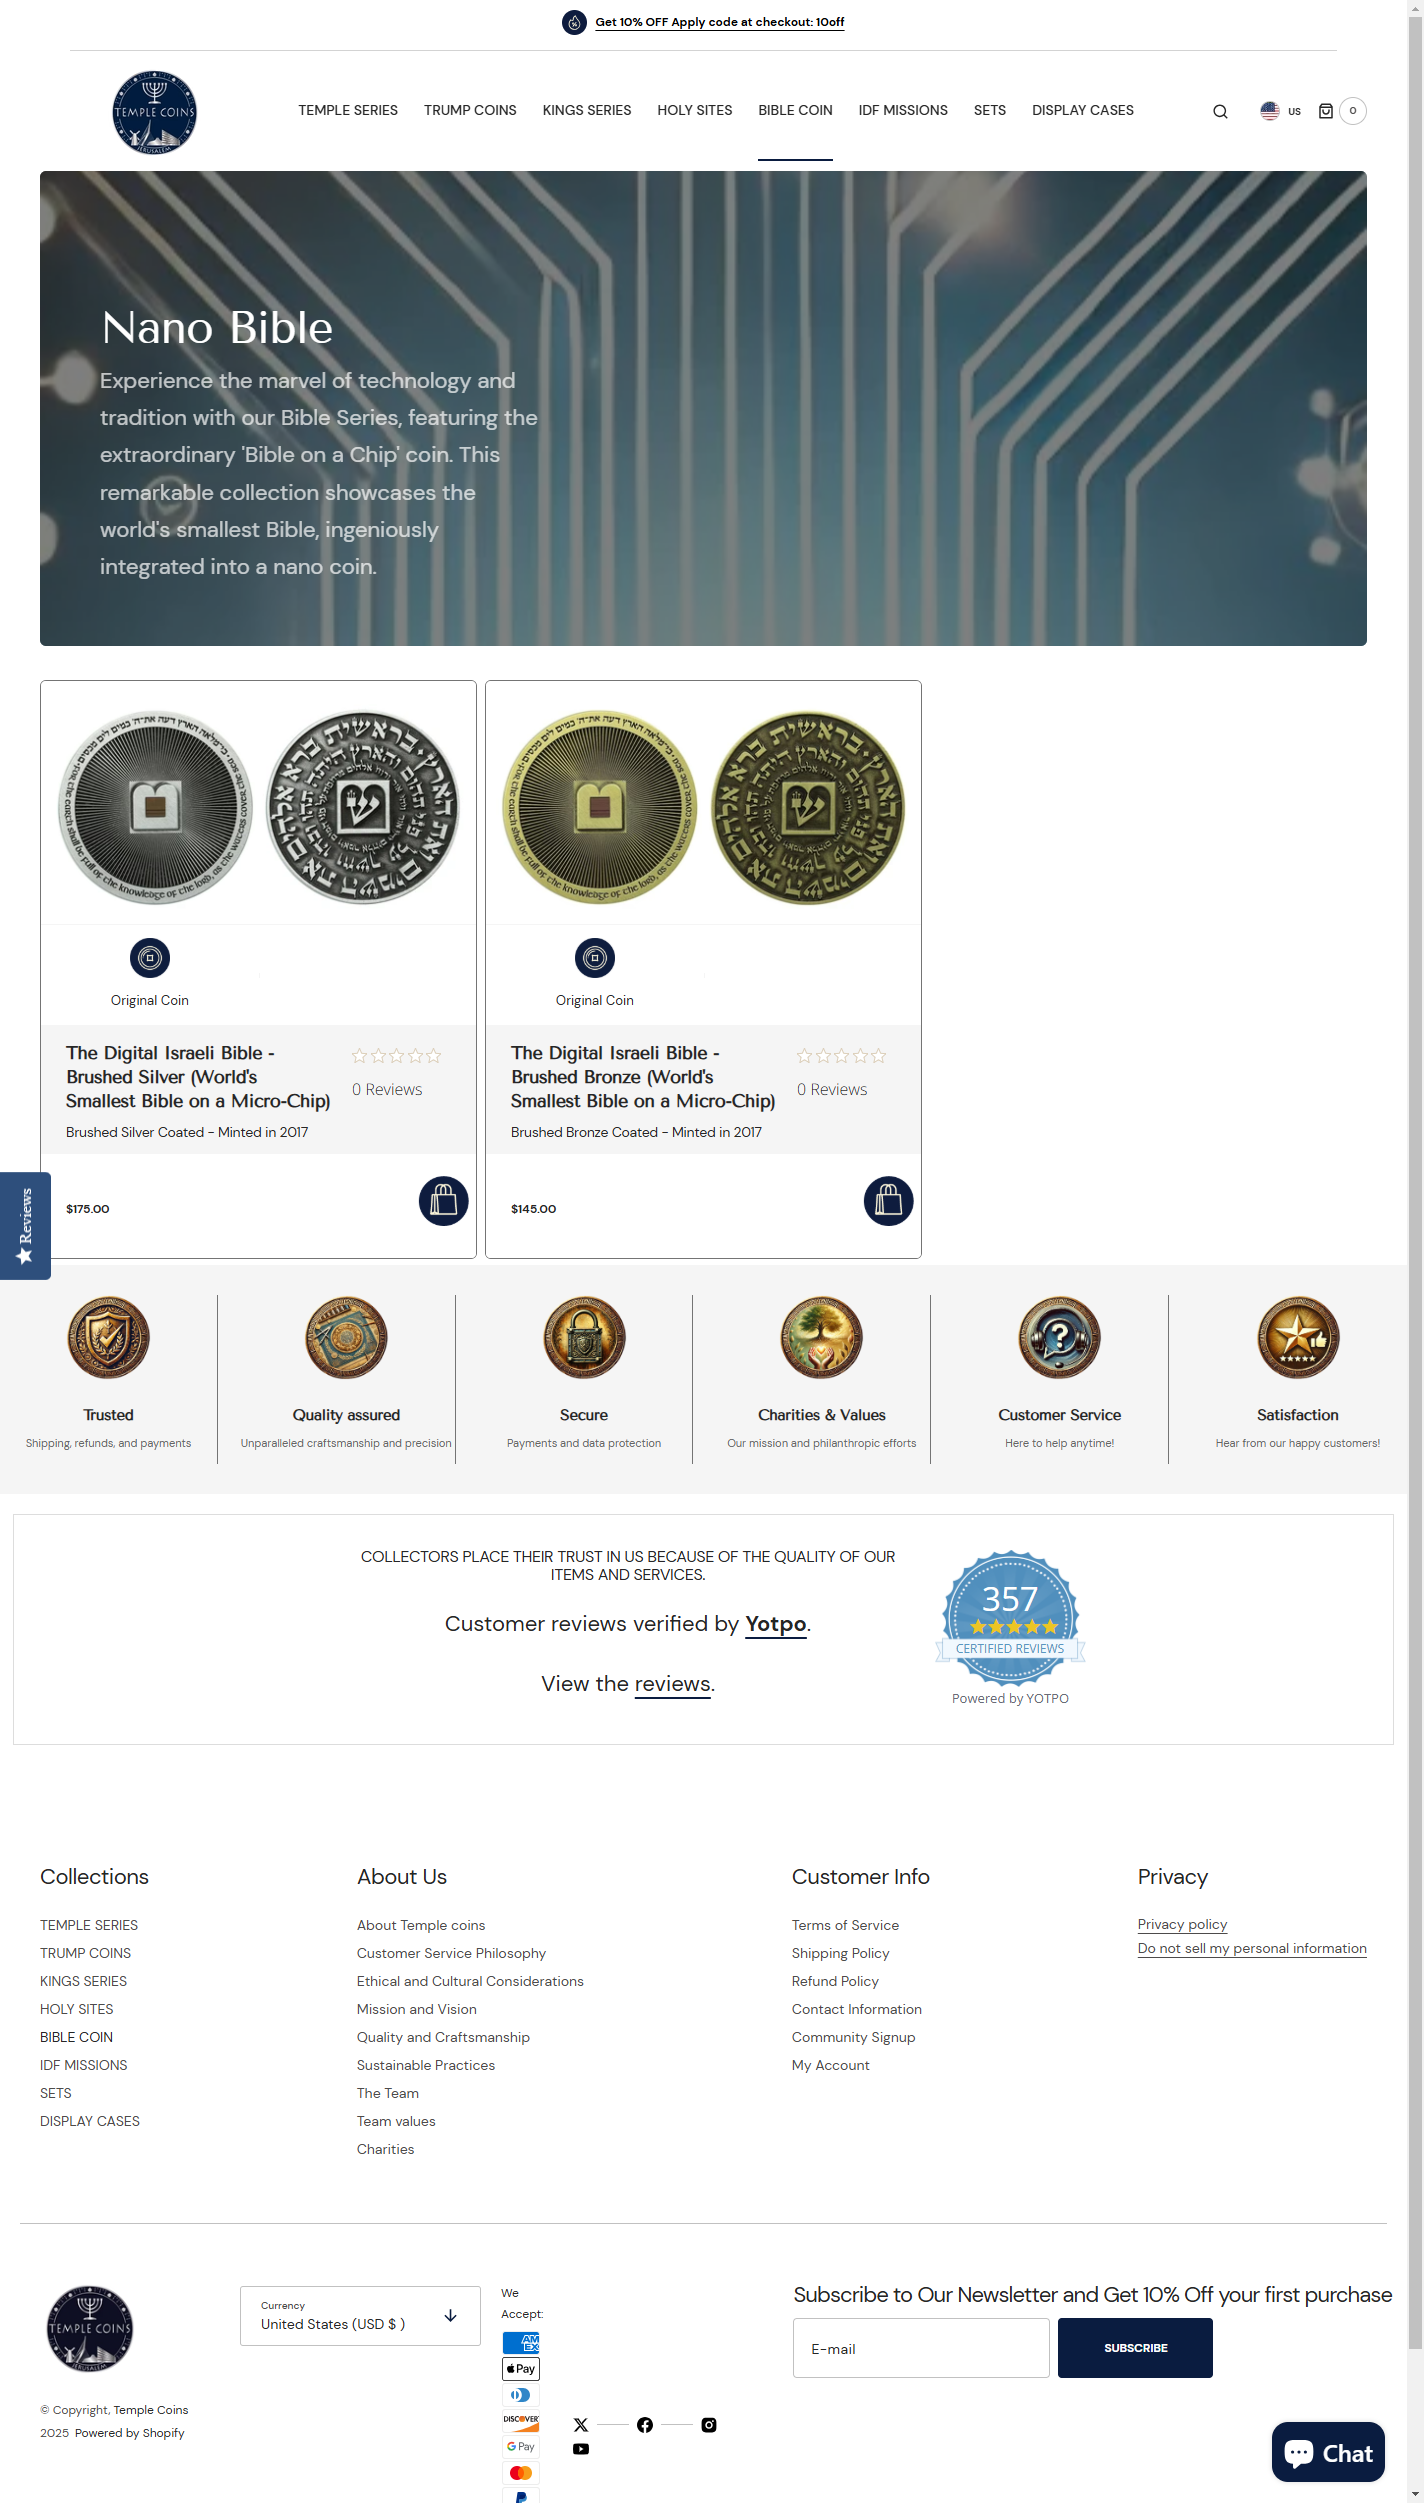 Get 10% OFF Apply code at checkout: 10off
TEMPLE COINS
JERUSALEM
TEMPLE SERIES
TRUMP COINS
KINGS SERIES
HOLY SITES
BIBLE COIN
IDF MISSIONS
SETS
DISPLAY CASES
US
0
Nano Bible
Experience the marvel of technology and
tradition with our Bible Series, featuring the
extraordinary 'Bible on a Chip' coin. This
remarkable collection showcases the
world's smallest Bible, ingeniously
integrated into a nano coin.
Original Coin
The Digital Israeli Bible -
Brushed Silver (World's
Smallest Bible on a Micro-Chip)
0 Reviews
Brushed Silver Coated - Minted in 2017
$175.00
Original Coin
The Digital Israeli Bible -
Brushed Bronze (World's
Smallest Bible on a Micro-Chip)
0 Reviews
Brushed Bronze Coated - Minted in 2017
$145.00
Reviews
Trusted
Shipping, refunds, and payments
Quality assured
Unparalleled craftsmanship and precision
Secure
Payments and data protection
Charities & Values
Our mission and philanthropic efforts
Customer Service
Here to help anytime!
Satisfaction
Hear from our happy customers!
COLLECTORS PLACE THEIR TRUST IN US BECAUSE OF THE QUALITY OF OUR
ITEMS AND SERVICES.
Customer reviews verified by Yotpo.
View the reviews.
357
CERTIFIED REVIEWS
Powered by YOTPO
Collections
TEMPLE SERIES
TRUMP COINS
KINGS SERIES
HOLY SITES
BIBLE COIN
IDF MISSIONS
SETS
DISPLAY CASES
About Us
About Temple coins
Customer Service Philosophy
Ethical and Cultural Considerations
Mission and Vision
Quality and Craftsmanship
Sustainable Practices
The Team
Team values
Charities
Customer Info
Terms of Service
Shipping Policy
Refund Policy
Contact Information
Community Signup
My Account
Privacy
Privacy policy
Do not sell my personal information
TEMPLE COINS
JERUSALEM
© Copyright, Temple Coins
2025 Powered by Shopify
Currency
United States (USD $ )
We
Accept:
AM
EX
Pay
DISCOVER
G Pay
Subscribe to Our Newsletter and Get 10% Off your first purchase
E-mail
SUBSCRIBE
Chat